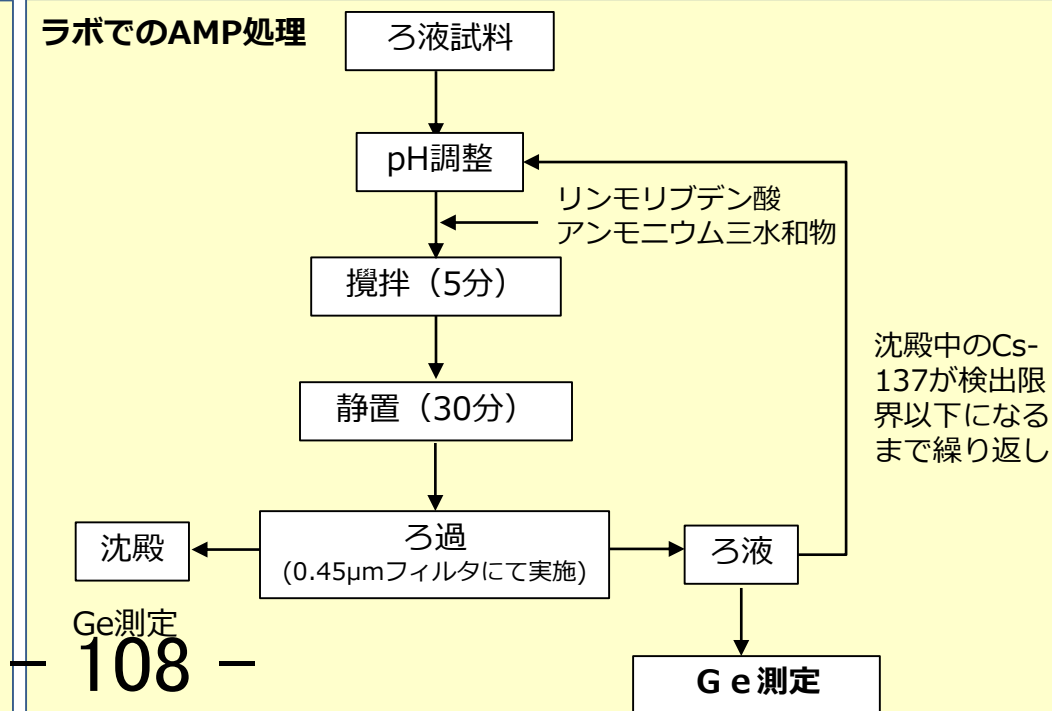 ラボでのAMP処理
ろ液試料
pH調整
リンモリブデン酸
アンモニウム三水和物
攪拌（5分）
静置（30分）
沈殿中のCs-
137が検出限
界以下になる
まで繰り返し
沈殿
ろ過
(0.45μmフィルタにて実施)
ろ液
Ge測定
Ｇｅ測定
− 108 −